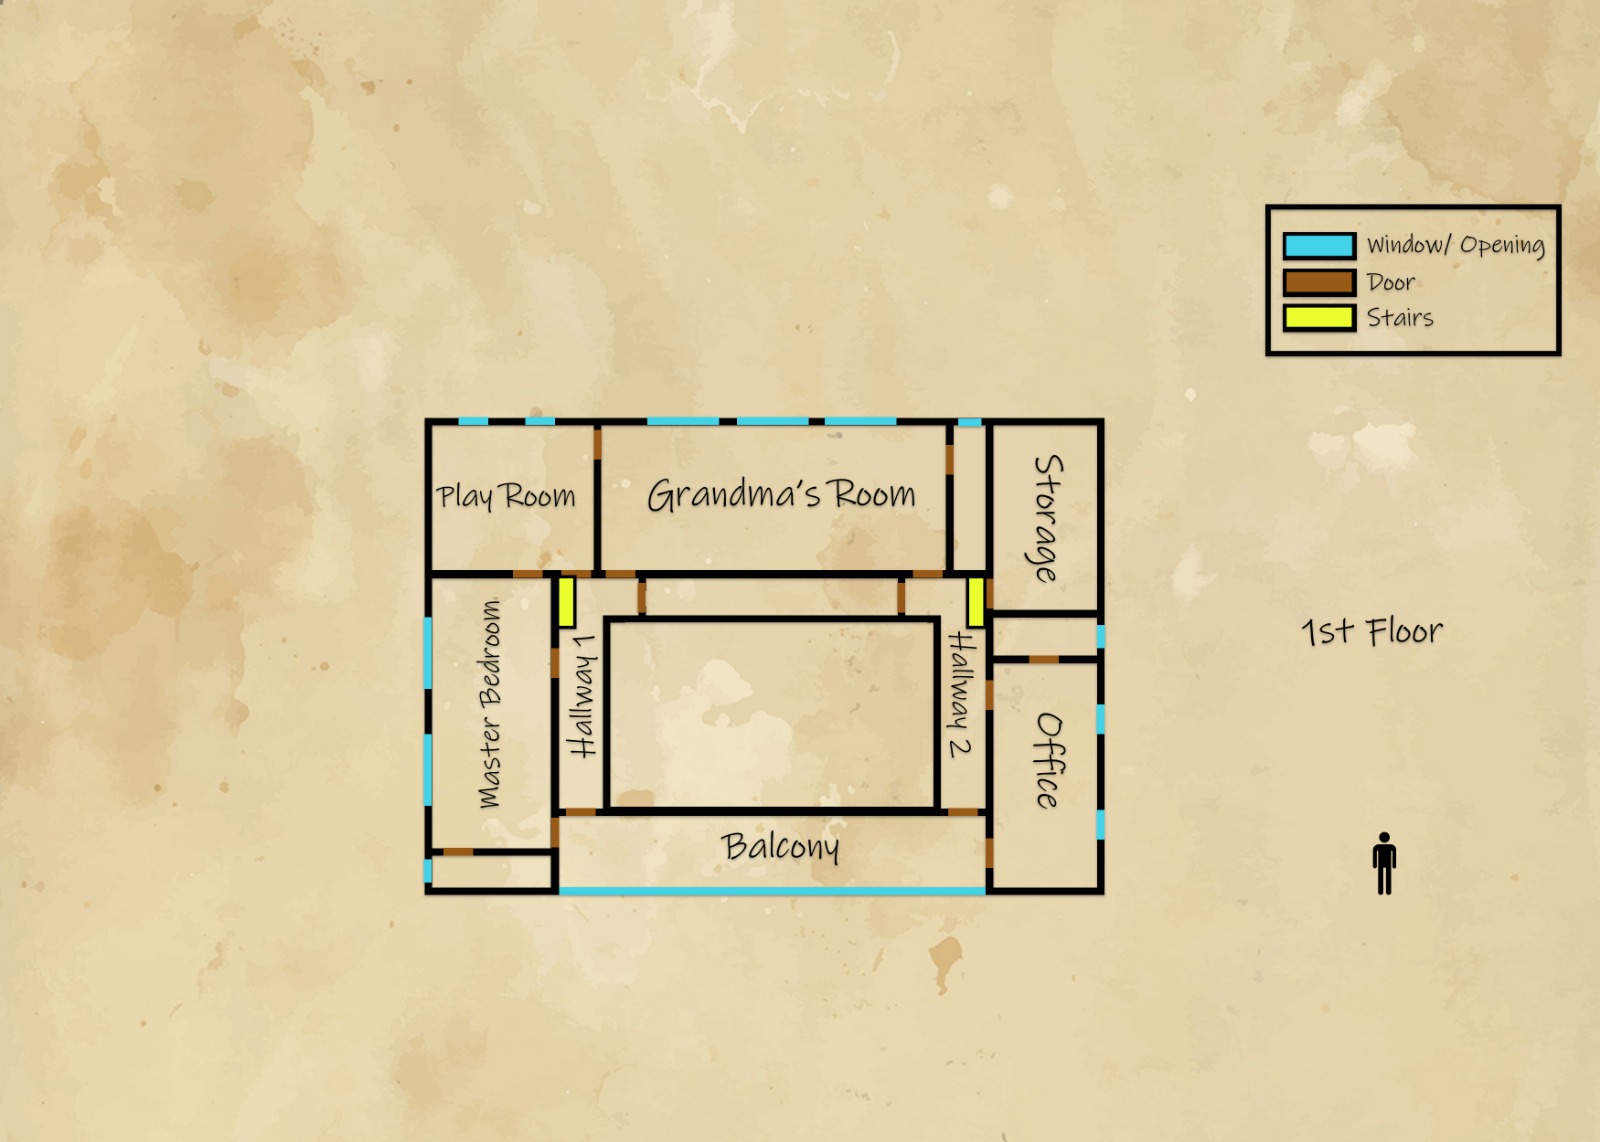 Window/ Opening
Door
Stairs
Play Room
Grandma's Room
Storage
Master Bedroom
Hallway 1
Hallway 2
Office
Balcony
1st Floor